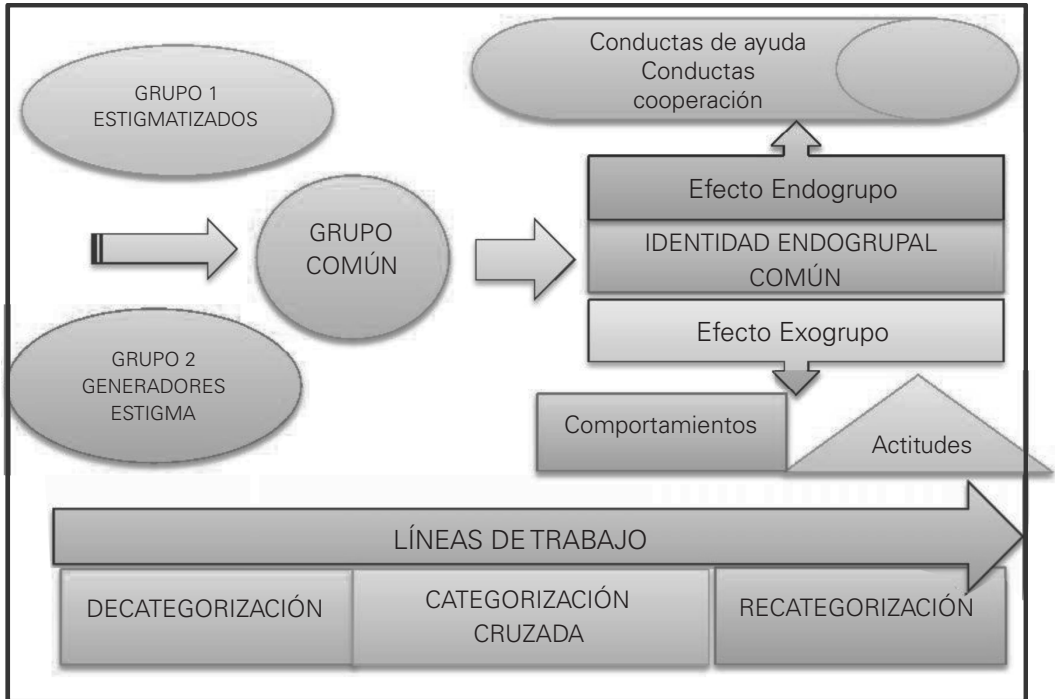 GRUPO 1
ESTIGMATIZADOS
GRUPO 2
GENERADORES
ESTIGMA
GRUPO
COMÚN
Conductas de ayuda
Conductas
cooperación
Efecto Endogrupo
IDENTIDAD ENDOGRUPAL
COMÚN
Efecto Exogrupo
Comportamientos
Actitudes
LÍNEAS DE TRABAJO
DECATEGORIZACIÓN
CATEGORIZACIÓN
CRUZADA
RECATEGORIZACIÓN